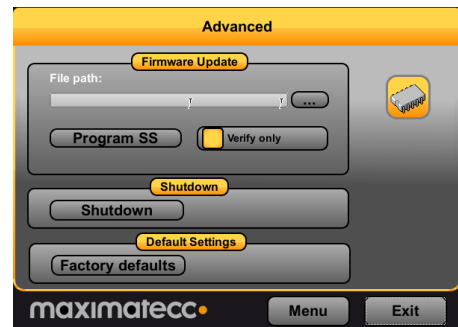 Advanced
Firmware Update
File path:
...
Program SS
Verify only
Shutdown
Shutdown
Default Settings
Factory defaults
maximatecc
Menu
Exit